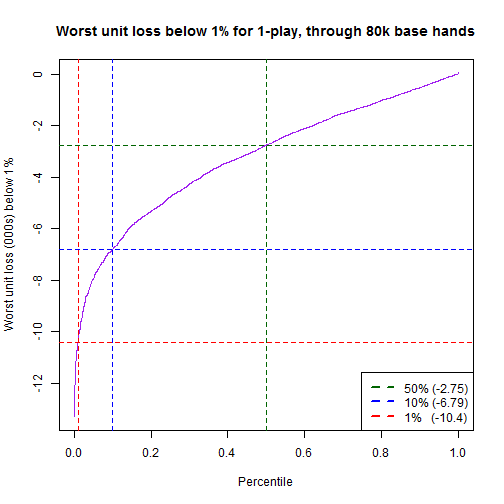 Worst unit loss below 1% for 1-play, through 80k base hands
Worst unit loss (000s) below 1%
0
-2
-4
-6
-8
-10
-12
50% (-2.75)
10% (-6.79)
1% (-10.4)
0.0 0.2 0.4 0.6 0.8 1.0
Percentile